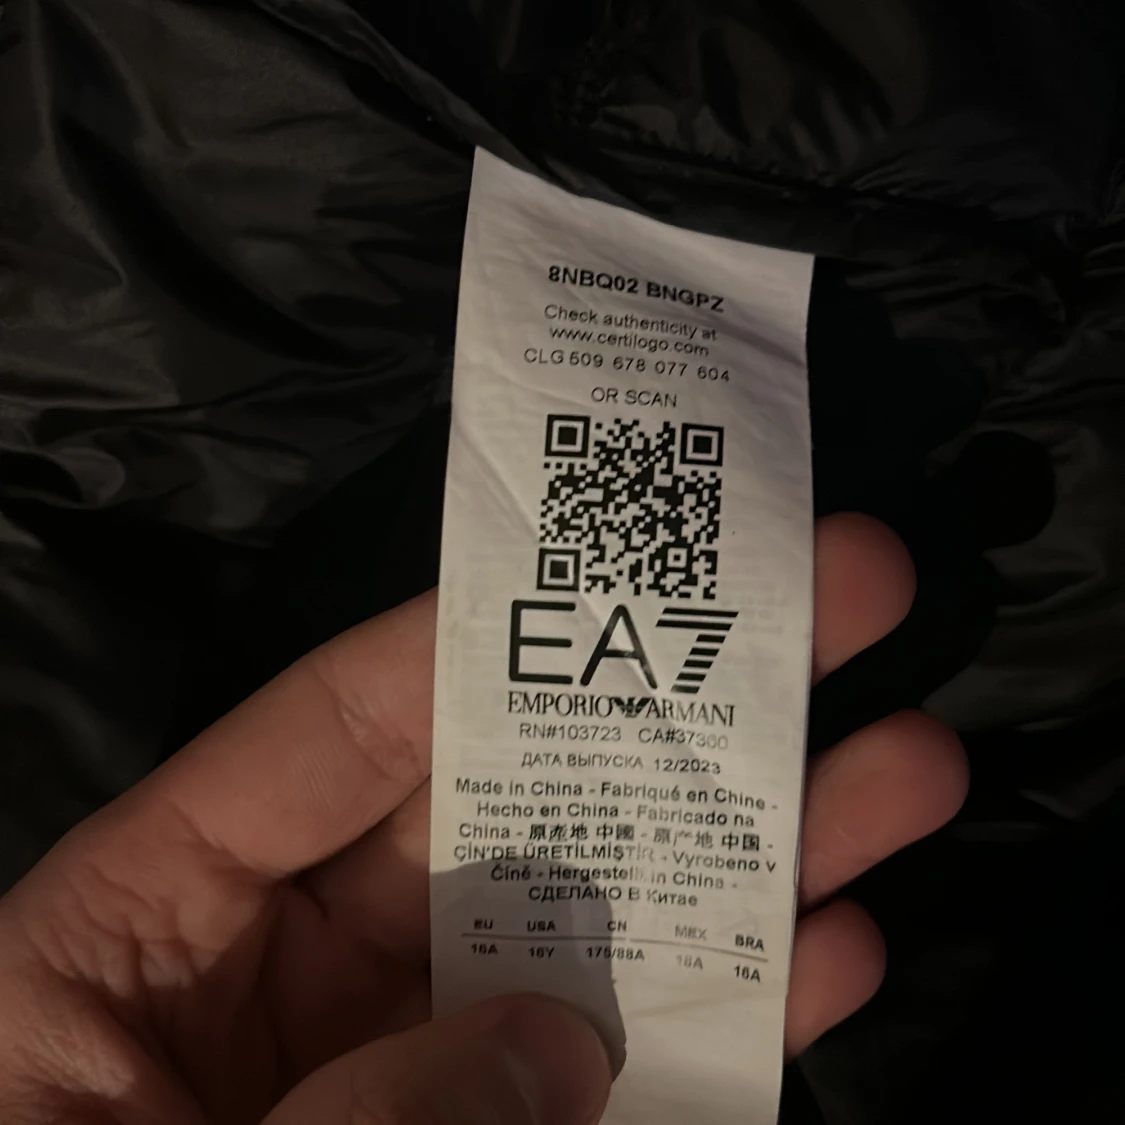 8NBQ02 BNGPZ
Check authenticity at
www.certilogo.com
CLG 509 678 077 604
OR SCAN
EA7
EMPORIO ARMANI
RN#103723 CA#37360
ДАТА ВЫПУСКА 12/2023
Made in China - Fabriqué en Chine -
Hecho en China - Fabricado na
China - 原產地 中國 - 原产地 中国 -
ÇİN'DE ÜRETİLMİŞTİR - Vyrobeno v
Číně - Hergestellt in China -
СДЕЛАНО В Китае
EU USA CN MEX BRA
16A 16Y 175/88A 16A 16A